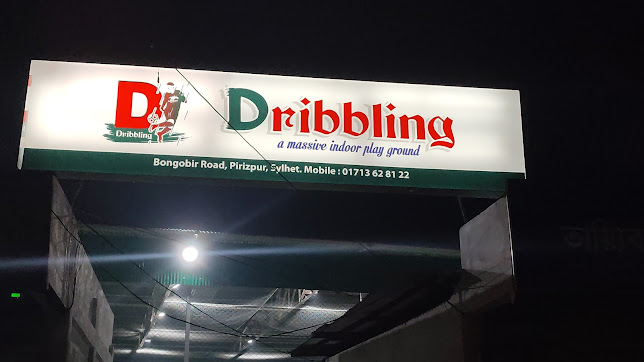 D
Dribbling
Dribbling
a massive indoor play ground
Bongobir Road, Pirizpur, Sylhet. Mobile : 01713 62 81 22